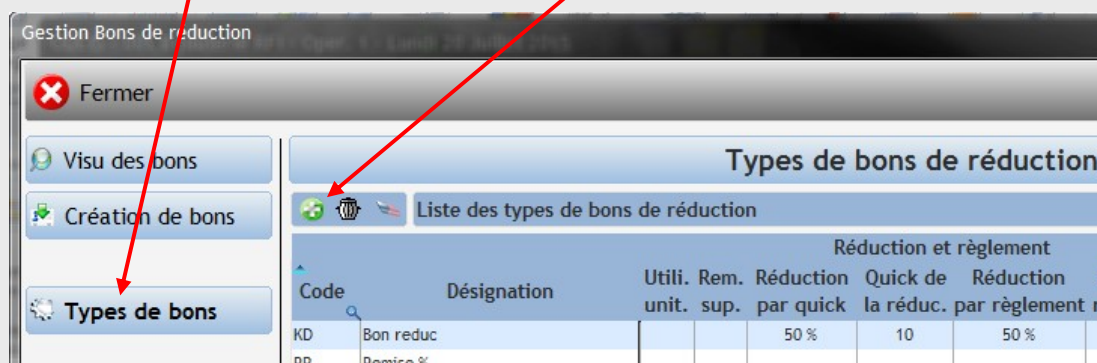 Gestion Bons de réduction
Fermer
Visu des bons
Création de bons
Types de bons
Types de bons de réduction
Liste des types de bons de réduction
Réduction et règlement
Code Désignation Utili. unit. Rem. sup. Réduction par quick Quick de la réduc. Réduction par règlement
KD Bon reduc 50 % 10 50 %
Remise %